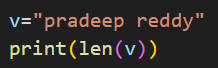 v="pradeep reddy"
print(len(v))